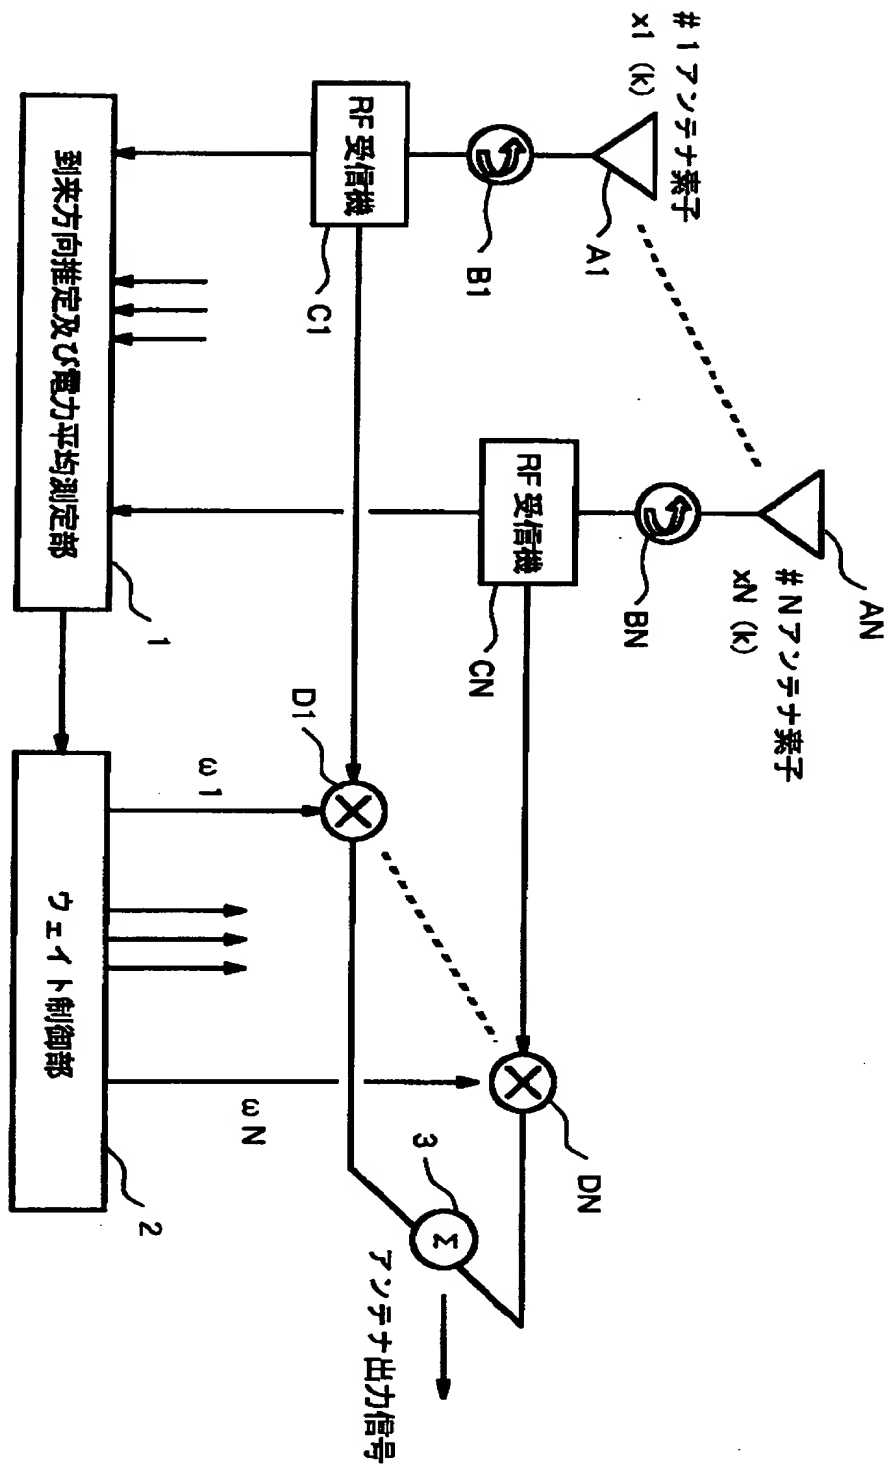 #1アンテナ素子
x1 (k)
A1
B1
RF受信機
C1
AN
#Nアンテナ素子
xN (k)
BN
RF受信機
CN
到来方向推定及び電力平均測定部
1
D1
ω1
DN
ωN
ウェイト制御部
2
3
Σ
アンテナ出力信号